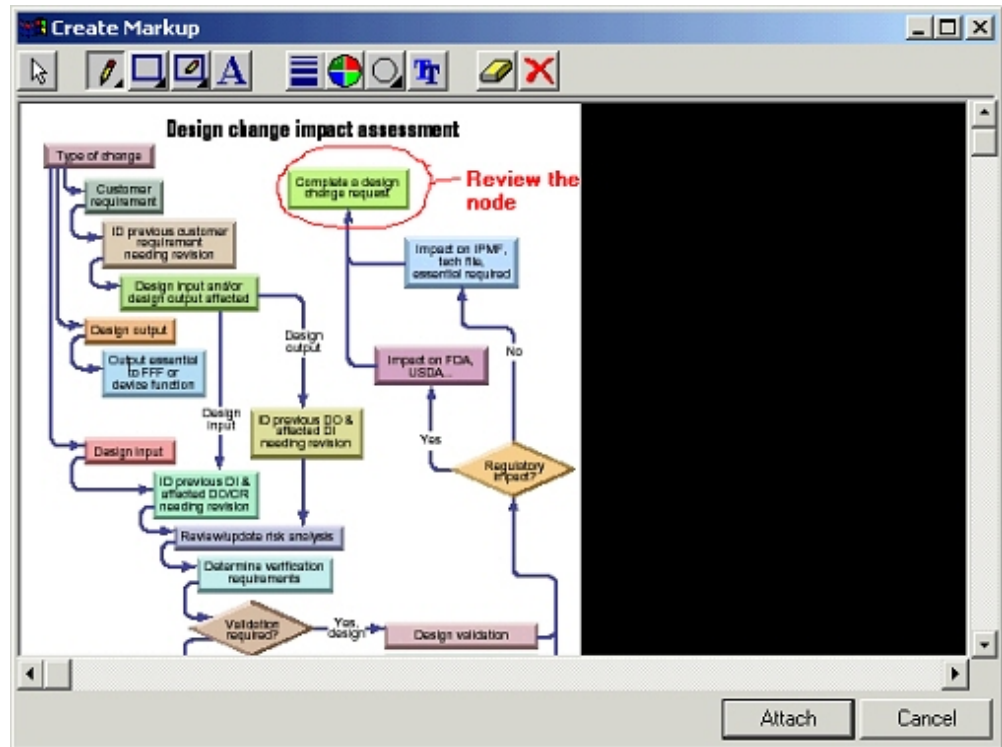 Create Markup
A
TT
Design change impact assessment
Type of change
Customer
requirement
ID previous customer
requirement
needing revision
Design input and/or
design output affected
Design output
Output essential
to FFF or
device function
Design input
ID previous DI &
affected DO/CR
needing revision
Review/update risk analysis
Determine verification
requirements
Validation
required?
Yes,
design
Design validation
Design
input
Design
output
ID previous DO &
affected DI
needing revision
Complete a design
change request
Review the
node
Impact on IPMF,
tech file,
essential required
Impact on FDA,
USDA...
No
Yes
Regulatory
impact?
Attach
Cancel